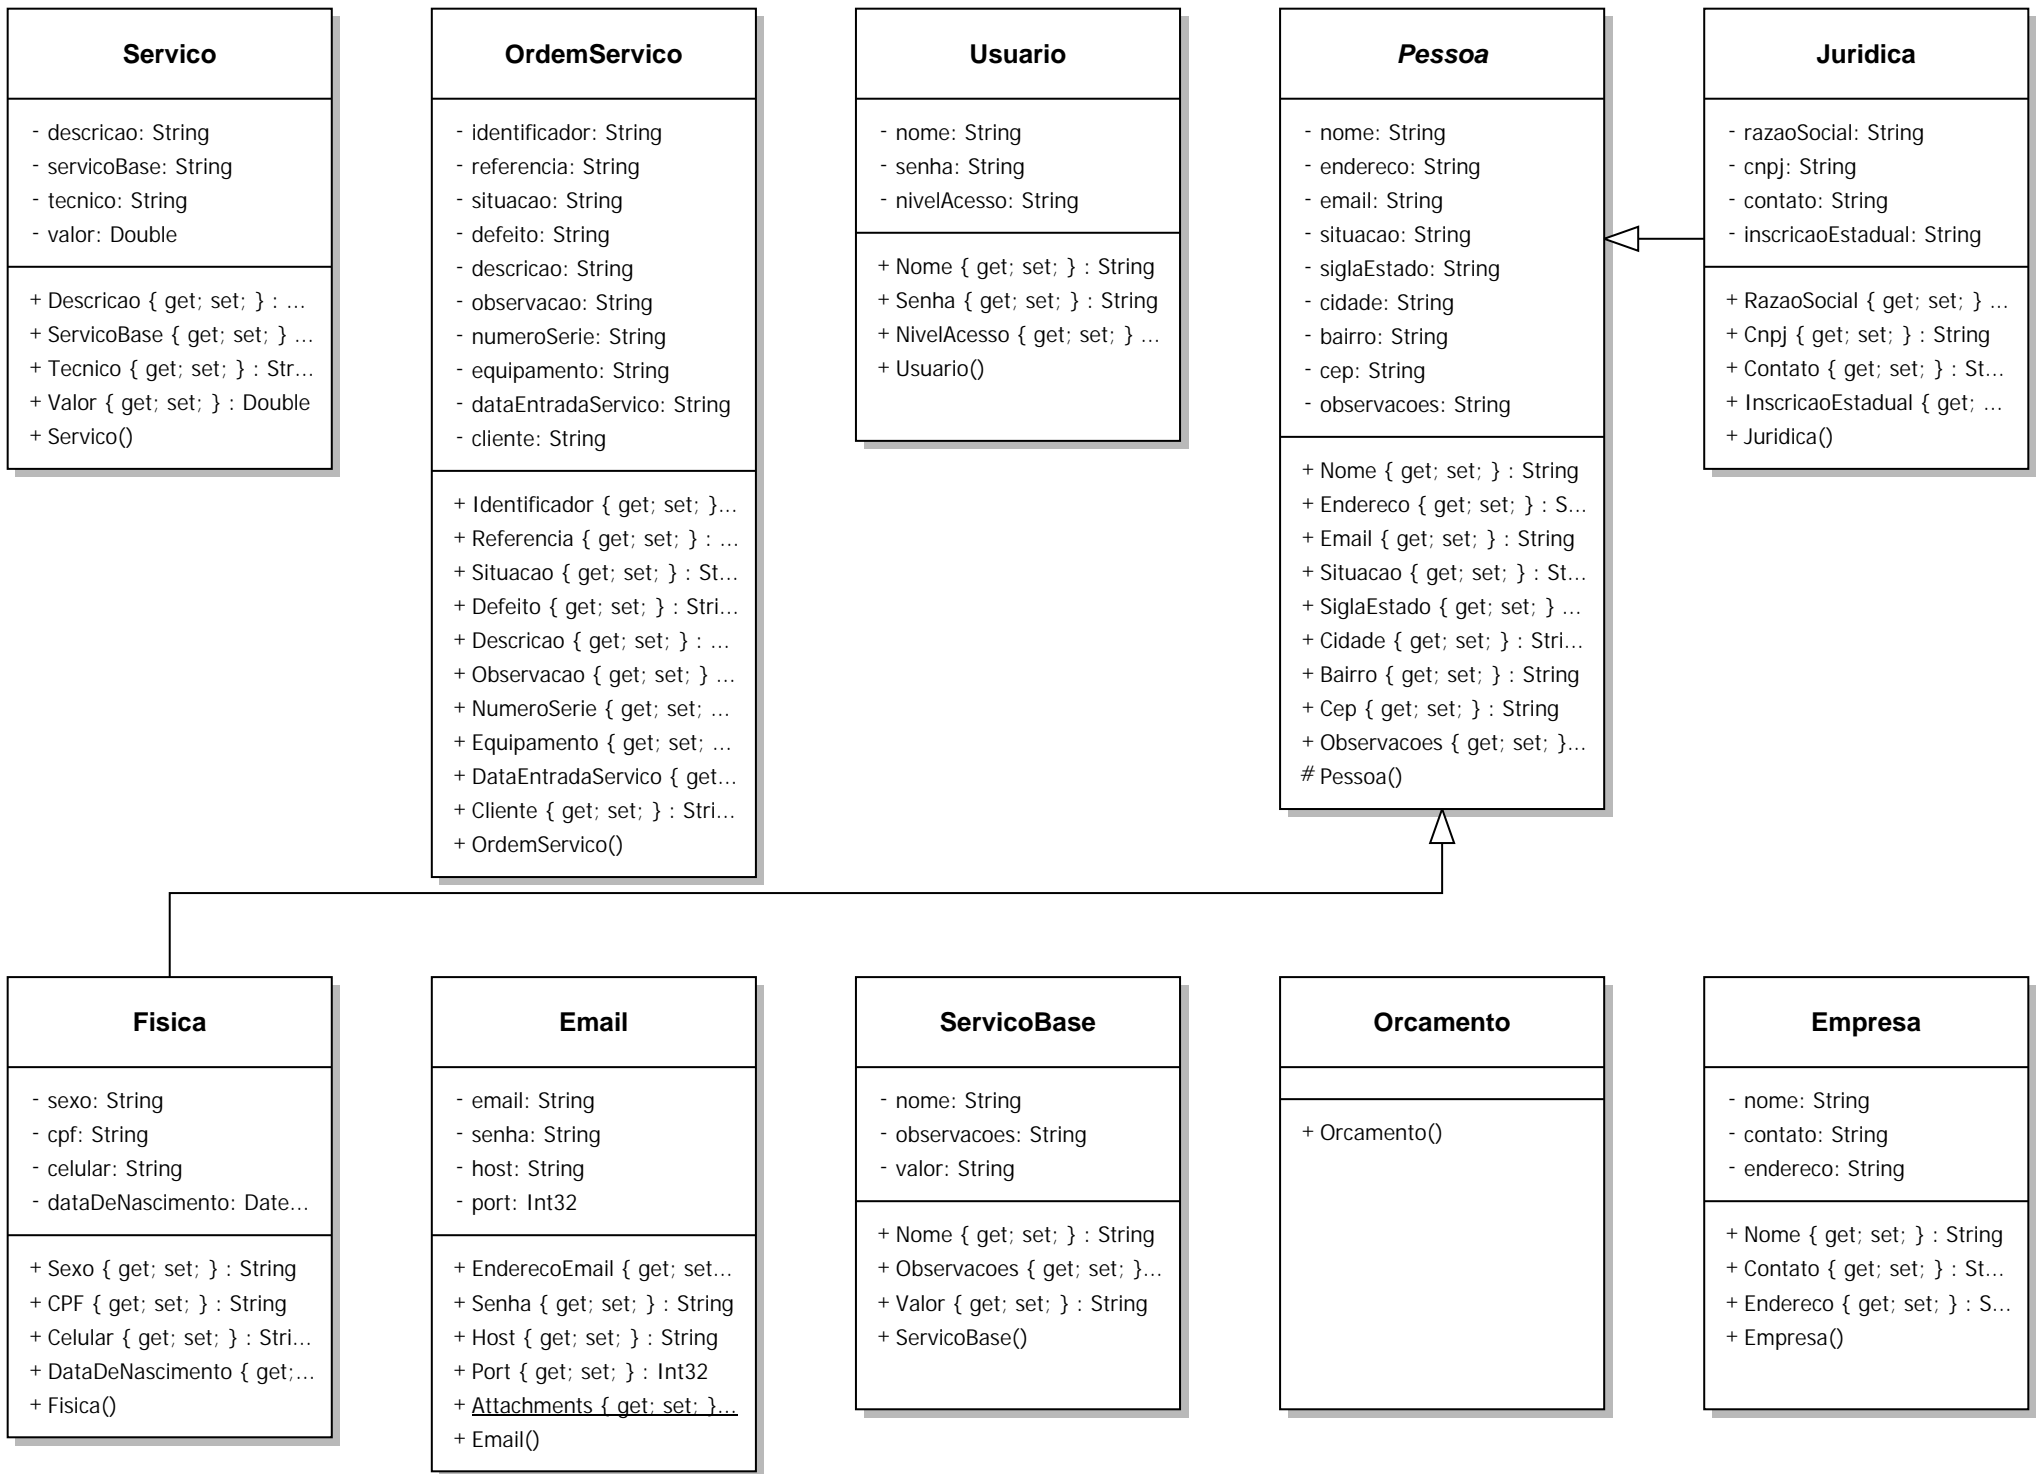 Servico
- descricao: String
- servicoBase: String
- tecnico: String
- valor: Double
+ Descricao { get; set; } : ...
+ ServicoBase { get; set; } ...
+ Tecnico { get; set; } : Str...
+ Valor { get; set; } : Double
+ Servico()
OrdemServico
- identificador: String
- referencia: String
- situacao: String
- defeito: String
- descricao: String
- observacao: String
- numeroSerie: String
- equipamento: String
- dataEntradaServico: String
- cliente: String
+ Identificador { get; set; }...
+ Referencia { get; set; } : ...
+ Situacao { get; set; } : St...
+ Defeito { get; set; } : Stri...
+ Descricao { get; set; } : ...
+ Observacao { get; set; } ...
+ NumeroSerie { get; set; ...
+ Equipamento { get; set; ...
+ DataEntradaServico { get...
+ Cliente { get; set; } : Stri...
+ OrdemServico()
Usuario
- nome: String
- senha: String
- nivelAcesso: String
+ Nome { get; set; } : String
+ Senha { get; set; } : String
+ NivelAcesso { get; set; } ...
+ Usuario()
Pessoa
- nome: String
- endereco: String
- email: String
- situacao: String
- siglaEstado: String
- cidade: String
- bairro: String
- cep: String
- observacoes: String
+ Nome { get; set; } : String
+ Endereco { get; set; } : S...
+ Email { get; set; } : String
+ Situacao { get; set; } : St...
+ SiglaEstado { get; set; } ...
+ Cidade { get; set; } : Stri...
+ Bairro { get; set; } : String
+ Cep { get; set; } : String
+ Observacoes { get; set; }...
# Pessoa()
Juridica
- razaoSocial: String
- cnpj: String
- contato: String
- inscricaoEstadual: String
+ RazaoSocial { get; set; } ...
+ Cnpj { get; set; } : String
+ Contato { get; set; } : St...
+ InscricaoEstadual { get; ...
+ Juridica()
Fisica
- sexo: String
- cpf: String
- celular: String
- dataDeNascimento: Date...
+ Sexo { get; set; } : String
+ CPF { get; set; } : String
+ Celular { get; set; } : Stri...
+ DataDeNascimento { get;...
+ Fisica()
Email
- email: String
- senha: String
- host: String
- port: Int32
+ EnderecoEmail { get; set...
+ Senha { get; set; } : String
+ Host { get; set; } : String
+ Port { get; set; } : Int32
+ Attachments { get; set; }...
+ Email()
ServicoBase
- nome: String
- observacoes: String
- valor: String
+ Nome { get; set; } : String
+ Observacoes { get; set; }...
+ Valor { get; set; } : String
+ ServicoBase()
Orcamento
+ Orcamento()
Empresa
- nome: String
- contato: String
- endereco: String
+ Nome { get; set; } : String
+ Contato { get; set; } : St...
+ Endereco { get; set; } : S...
+ Empresa()